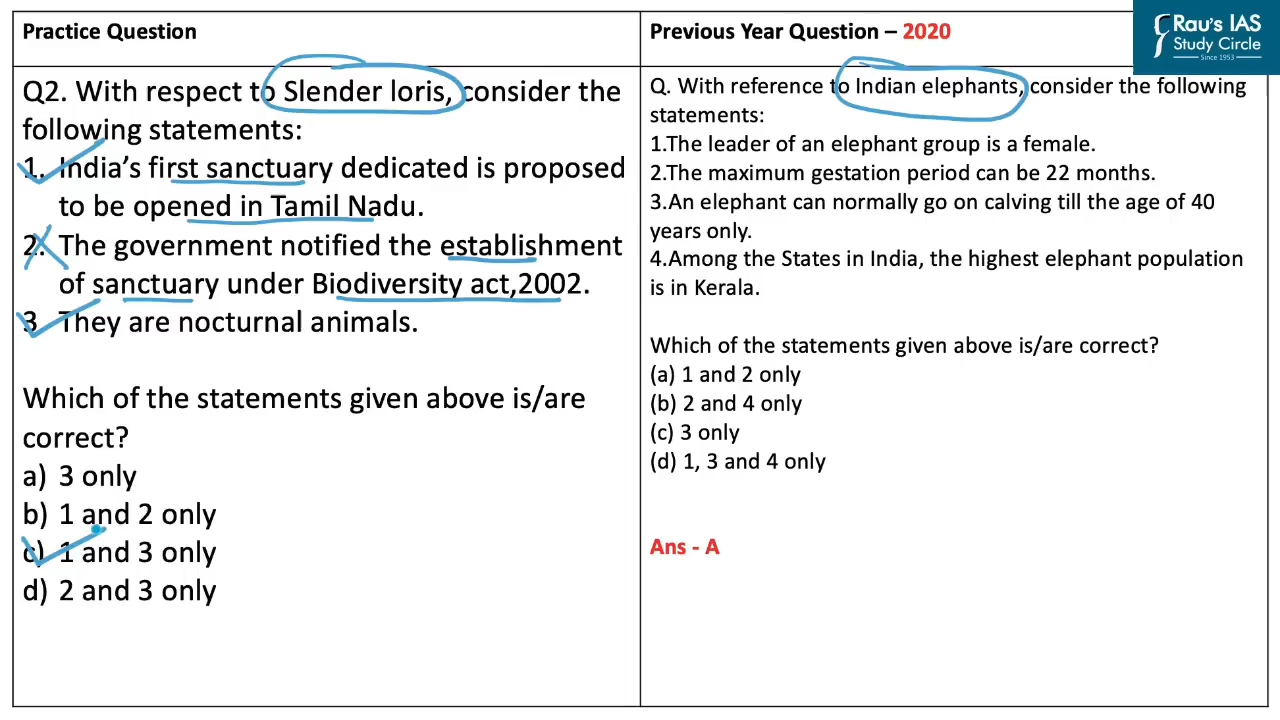 Practice Question
Q2. With respect to Slender loris, consider the
following statements:
1. India's first sanctuary dedicated is proposed
to be opened in Tamil Nadu.
2. The government notified the establishment
of sanctuary under Biodiversity act,2002.
3. They are nocturnal animals.
Which of the statements given above is/are
correct?
a) 3 only
b) 1 and 2 only
c) 1 and 3 only
d) 2 and 3 only
Previous Year Question – 2020
Q. With reference to Indian elephants, consider the following
statements:
1.The leader of an elephant group is a female.
2.The maximum gestation period can be 22 months.
3.An elephant can normally go on calving till the age of 40
years only.
4.Among the States in India, the highest elephant population
is in Kerala.
Which of the statements given above is/are correct?
(a) 1 and 2 only
(b) 2 and 4 only
(c) 3 only
(d) 1, 3 and 4 only
Ans - A
Rau's IAS
Study Circle
Since 1953